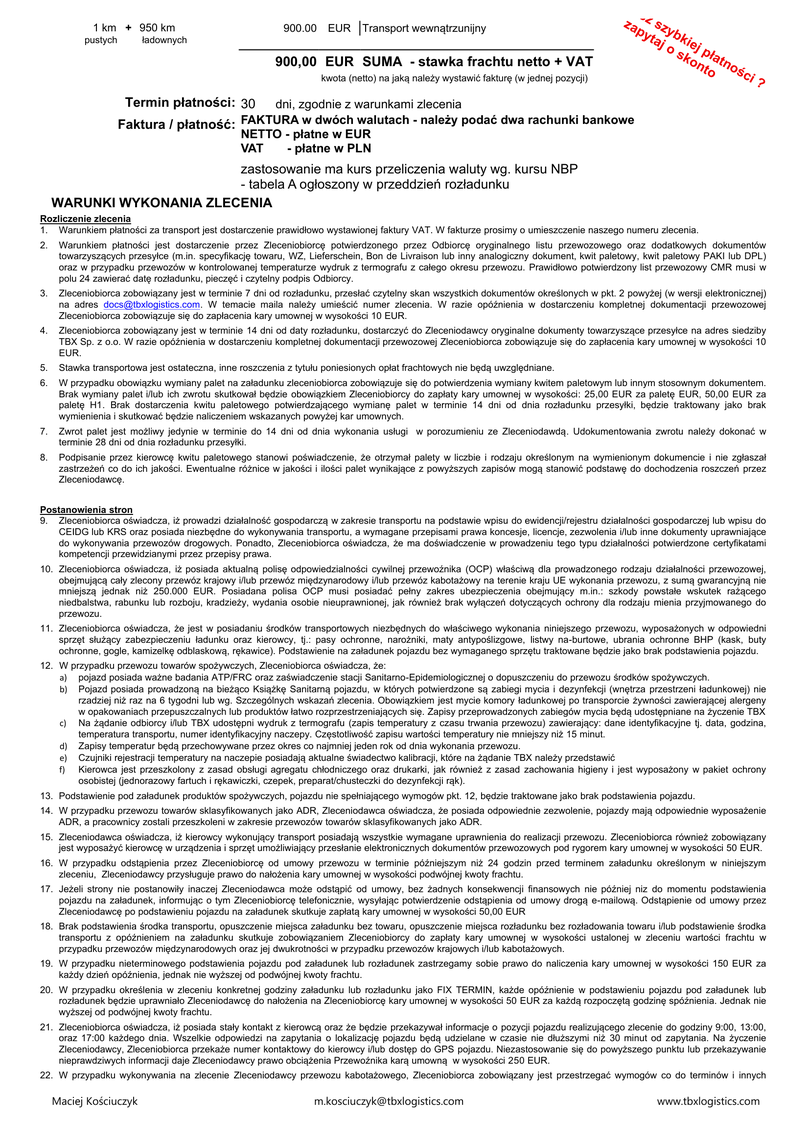 1 km + 950 km
pustych ładownych
900.00 EUR Transport wewnątrzunijny
szybkiej płatności ?
zapytaj o skonto
900,00 EUR SUMA - stawka frachtu netto + VAT
kwota (netto) na jaką należy wystawić fakturę (w jednej pozycji)
Termin płatności: 30 dni, zgodnie z warunkami zlecenia
Faktura / płatność: FAKTURA w dwóch walutach - należy podać dwa rachunki bankowe
NETTO - płatne w EUR
VAT - płatne w PLN
zastosowanie ma kurs przeliczenia waluty wg. kursu NBP
- tabela A ogłoszony w przeddzień rozładunku
WARUNKI WYKONANIA ZLECENIA
Rozliczenie zlecenia
1. Warunkiem płatności za transport jest dostarczenie prawidłowo wystawionej faktury VAT. W fakturze prosimy o umieszczenie naszego numeru zlecenia.
2. Warunkiem płatności jest dostarczenie przez Zleceniobiorcę potwierdzonego przez Odbiorcę oryginalnego listu przewozowego oraz dodatkowych dokumentów
towarzyszących przesyłce (m.in. specyfikację towaru, WZ, Lieferschein, Bon de Livraison lub inny analogiczny dokument, kwit paletowy, kwit paletowy PAKI lub DPL)
oraz w przypadku przewozów w kontrolowanej temperaturze wydruk z termografu z całego okresu przewozu. Prawidłowo potwierdzony list przewozowy CMR musi w
polu 24 zawierać datę rozładunku, pieczęć i czytelny podpis Odbiorcy.
3. Zleceniobiorca zobowiązany jest w terminie 7 dni od rozładunku, przesłać czytelny skan wszystkich dokumentów określonych w pkt. 2 powyżej (w wersji elektronicznej)
na adres docs@tbxlogistics.com. W temacie maila należy umieścić numer zlecenia. W razie opóźnienia w dostarczeniu kompletnej dokumentacji przewozowej
Zleceniobiorca zobowiązuje się do zapłacenia kary umownej w wysokości 10 EUR.
4. Zleceniobiorca zobowiązany jest w terminie 14 dni od daty rozładunku, dostarczyć do Zleceniodawcy oryginalne dokumenty towarzyszące przesyłce na adres siedziby
TBX Sp. z o.o. W razie opóźnienia w dostarczeniu kompletnej dokumentacji przewozowej Zleceniobiorca zobowiązuje się do zapłacenia kary umownej w wysokości 10
EUR.
5. Stawka transportowa jest ostateczna, inne roszczenia z tytułu poniesionych opłat frachtowych nie będą uwzględniane.
6. W przypadku obowiązku wymiany palet na załadunku zleceniobiorca zobowiązuje się do potwierdzenia wymiany kwitem paletowym lub innym stosownym dokumentem.
Brak wymiany palet i/lub ich zwrotu skutkował będzie obowiązkiem Zleceniobiorcy do zapłaty kary umownej w wysokości: 25,00 EUR za paletę EUR, 50,00 EUR za
paletę H1. Brak dostarczenia kwitu paletowego potwierdzającego wymianę palet w terminie 14 dni od dnia rozładunku przesyłki, będzie traktowany jako brak
wymienienia i skutkować będzie naliczeniem wskazanych powyżej kar umownych.
7. Zwrot palet jest możliwy jedynie w terminie do 14 dni od dnia wykonania usługi w porozumieniu ze Zleceniodawdą. Udokumentowania zwrotu należy dokonać w
terminie 28 dni od dnia rozładunku przesyłki.
8. Podpisanie przez kierowcę kwitu paletowego stanowi poświadczenie, że otrzymał palety w liczbie i rodzaju określonym na wymienionym dokumencie i nie zgłaszał
zastrzeżeń co do ich jakości. Ewentualne różnice w jakości i ilości palet wynikające z powyższych zapisów mogą stanowić podstawę do dochodzenia roszczeń przez
Zleceniodawcę.
Postanowienia stron
9. Zleceniobiorca oświadcza, iż prowadzi działalność gospodarczą w zakresie transportu na podstawie wpisu do ewidencji/rejestru działalności gospodarczej lub wpisu do
CEIDG lub KRS oraz posiada niezbędne do wykonywania transportu, a wymagane przepisami prawa koncesje, licencje, zezwolenia i/lub inne dokumenty uprawniające
do wykonywania przewozów drogowych. Ponadto, Zleceniobiorca oświadcza, że ma doświadczenie w prowadzeniu tego typu działalności potwierdzone certyfikatami
kompetencji przewidzianymi przez przepisy prawa.
10. Zleceniobiorca oświadcza, iż posiada aktualną polisę odpowiedzialności cywilnej przewoźnika (OCP) właściwą dla prowadzonego rodzaju działalności przewozowej,
obejmującą cały zlecony przewóz krajowy i/lub przewóz międzynarodowy i/lub przewóz kabotażowy na terenie kraju UE wykonania przewozu, z sumą gwarancyjną nie
mniejszą jednak niż 250.000 EUR. Posiadana polisa OCP musi posiadać pełny zakres ubezpieczenia obejmujący m.in.: szkody powstałe wskutek rażącego
niedbalstwa, rabunku lub rozboju, kradzieży, wydania osobie nieuprawnionej, jak również brak wyłączeń dotyczących ochrony dla rodzaju mienia przyjmowanego do
przewozu.
11. Zleceniobiorca oświadcza, że jest w posiadaniu środków transportowych niezbędnych do właściwego wykonania niniejszego przewozu, wyposażonych w odpowiedni
sprzęt służący zabezpieczeniu ładunku oraz kierowcy, tj.: pasy ochronne, narożniki, maty antypoślizgowe, listwy na-burtowe, ubrania ochronne BHP (kask, buty
ochronne, gogle, kamizelkę odblaskową, rękawice). Podstawienie na załadunek pojazdu bez wymaganego sprzętu traktowane będzie jako brak podstawienia pojazdu.
12. W przypadku przewozu towarów spożywczych, Zleceniobiorca oświadcza, że:
a) pojazd posiada ważne badania ATP/FRC oraz zaświadczenie stacji Sanitarno-Epidemiologicznej o dopuszczeniu do przewozu środków spożywczych.
b) Pojazd posiada prowadzoną na bieżąco Książkę Sanitarną pojazdu, w których potwierdzone są zabiegi mycia i dezynfekcji (wnętrza przestrzeni ładunkowej) nie
rzadziej niż raz na 6 tygodni lub wg. Szczególnych wskazań zlecenia. Obowiązkiem jest mycie komory ładunkowej po transporcie żywności zawierającej alergeny
w opakowaniach przepuszczalnych lub produktów łatwo rozprzestrzeniających się. Zapisy przeprowadzonych zabiegów mycia będą udostępniane na życzenie TBX
c) Na żądanie odbiorcy i/lub TBX udostępni wydruk z termografu (zapis temperatury z czasu trwania przewozu) zawierający: dane identyfikacyjne tj. data, godzina,
temperatura transportu, numer identyfikacyjny naczepy. Częstotliwość zapisu wartości temperatury nie mniejszy niż 15 minut.
d) Zapisy temperatur będą przechowywane przez okres co najmniej jeden rok od dnia wykonania przewozu.
e) Czujniki rejestracji temperatury na naczepie posiadają aktualne świadectwo kalibracji, które na żądanie TBX należy przedstawić
f) Kierowca jest przeszkolony z zasad obsługi agregatu chłodniczego oraz drukarki, jak również z zasad zachowania higieny i jest wyposażony w pakiet ochrony
osobistej (jednorazowy fartuch i rękawiczki, czepek, preparat/chusteczki do dezynfekcji rąk).
13. Podstawienie pod załadunek produktów spożywczych, pojazdu nie spełniającego wymogów pkt. 12, będzie traktowane jako brak podstawienia pojazdu.
14. W przypadku przewozu towarów sklasyfikowanych jako ADR, Zleceniodawca oświadcza, że posiada odpowiednie zezwolenie, pojazdy mają odpowiednie wyposażenie
ADR, a pracownicy zostali przeszkoleni w zakresie przewozów towarów sklasyfikowanych jako ADR.
15. Zleceniodawca oświadcza, iż kierowcy wykonujący transport posiadają wszystkie wymagane uprawnienia do realizacji przewozu. Zleceniobiorca również zobowiązany
jest wyposażyć kierowcę w urządzenia i sprzęt umożliwiający przesłanie elektronicznych dokumentów przewozowych pod rygorem kary umownej w wysokości 50 EUR.
16. W przypadku odstąpienia przez Zleceniobiorcę od umowy przewozu w terminie późniejszym niż 24 godzin przed terminem załadunku określonym w niniejszym
zleceniu, Zleceniodawcy przysługuje prawo do nałożenia kary umownej w wysokości podwójnej kwoty frachtu.
17. Jeżeli strony nie postanowiły inaczej Zleceniodawca może odstąpić od umowy, bez żadnych konsekwencji finansowych nie później niż do momentu podstawienia
pojazdu na załadunek, informując o tym Zleceniobiorcę telefonicznie, wysyłając potwierdzenie odstąpienia od umowy drogą e-mailową. Odstąpienie od umowy przez
Zleceniodawcę po podstawieniu pojazdu na załadunek skutkuje zapłatą kary umownej w wysokości 50,00 EUR
18. Brak podstawienia środka transportu, opuszczenie miejsca załadunku bez towaru, opuszczenie miejsca rozładunku bez rozładowania towaru i/lub podstawienie środka
transportu z opóźnieniem na załadunku skutkuje zobowiązaniem Zleceniobiorcy do zapłaty kary umownej w wysokości ustalonej w zleceniu wartości frachtu w
przypadku przewozów międzynarodowych oraz jej dwukrotności w przypadku przewozów krajowych i/lub kabotażowych.
19. W przypadku nieterminowego podstawienia pojazdu pod załadunek lub rozładunek zastrzegamy sobie prawo do naliczenia kary umownej w wysokości 150 EUR za
każdy dzień opóźnienia, jednak nie wyższej od podwójnej kwoty frachtu.
20. W przypadku określenia w zleceniu konkretnej godziny załadunku lub rozładunku jako FIX TERMIN, każde opóźnienie w podstawieniu pojazdu pod załadunek lub
rozładunek będzie uprawniało Zleceniodawcę do nałożenia na Zleceniobiorcę kary umownej w wysokości 50 EUR za każdą rozpoczętą godzinę spóźnienia. Jednak nie
wyższej od podwójnej kwoty frachtu.
21. Zleceniobiorca oświadcza, iż posiada stały kontakt z kierowcą oraz że będzie przekazywał informacje o pozycji pojazdu realizującego zlecenie do godziny 9:00, 13:00,
oraz 17:00 każdego dnia. Wszelkie odpowiedzi na zapytania o lokalizację pojazdu będą udzielane w czasie nie dłuższymi niż 30 minut od zapytania. Na życzenie
Zleceniodawcy, Zleceniobiorca przekaże numer kontaktowy do kierowcy i/lub dostęp do GPS pojazdu. Niezastosowanie się do powyższego punktu lub przekazywanie
nieprawdziwych informacji daje Zleceniodawcy prawo obciążenia Przewoźnika karą umowną w wysokości 250 EUR.
22. W przypadku wykonywania na zlecenie Zleceniodawcy przewozu kabotażowego, Zleceniobiorca zobowiązany jest przestrzegać wymogów co do terminów i innych
Maciej Kościuczyk m.kosciuczyk@tbxlogistics.com www.tbxlogistics.com